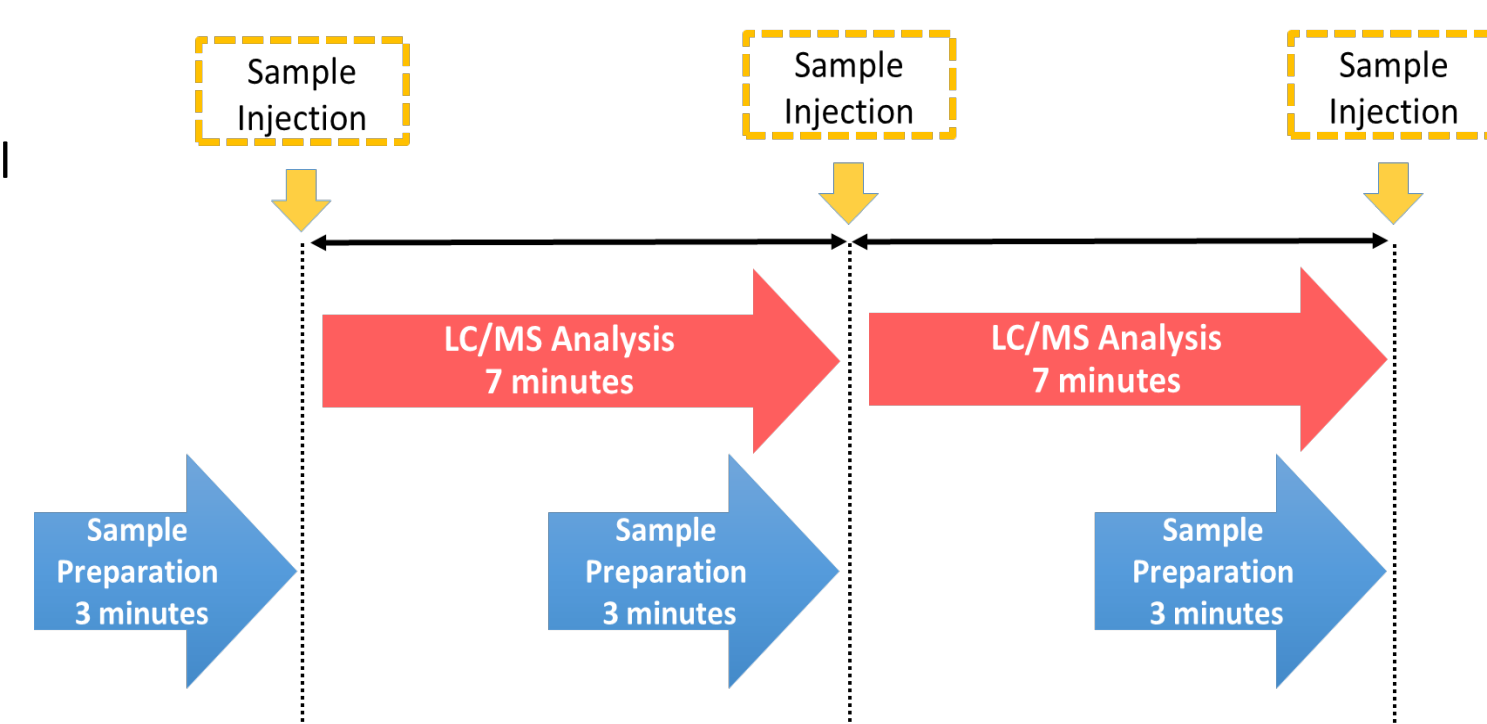 Sample
Injection
Sample
Injection
Sample
Injection
l
LC/MS Analysis
7 minutes
LC/MS Analysis
7 minutes
Sample
Preparation
3 minutes
Sample
Preparation
3 minutes
Sample
Preparation
3 minutes